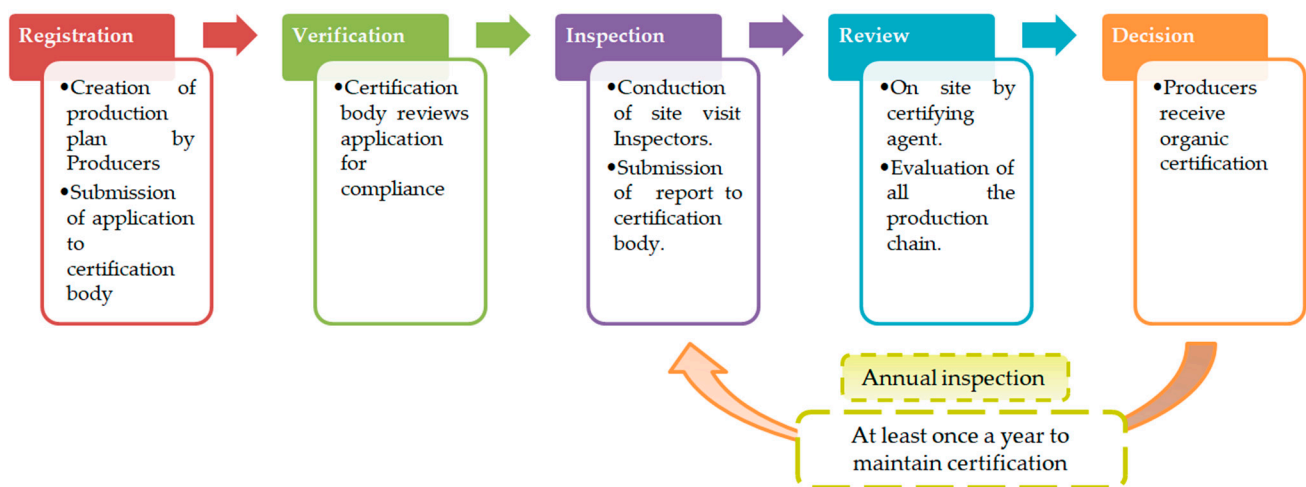 Registration
•Creation of
production
plan by
Producers
•Submission
of application
to
certification
body
Verification
•Certification
body reviews
application
for
compliance
Inspection
•Conduction
of site visit
Inspectors.
•Submission
of report to
certification
body.
Review
•On site by
certifying
agent.
•Evaluation of
all the
production
chain.
Decision
•Producers
receive
organic
certification
Annual inspection
At least once a year to
maintain certification